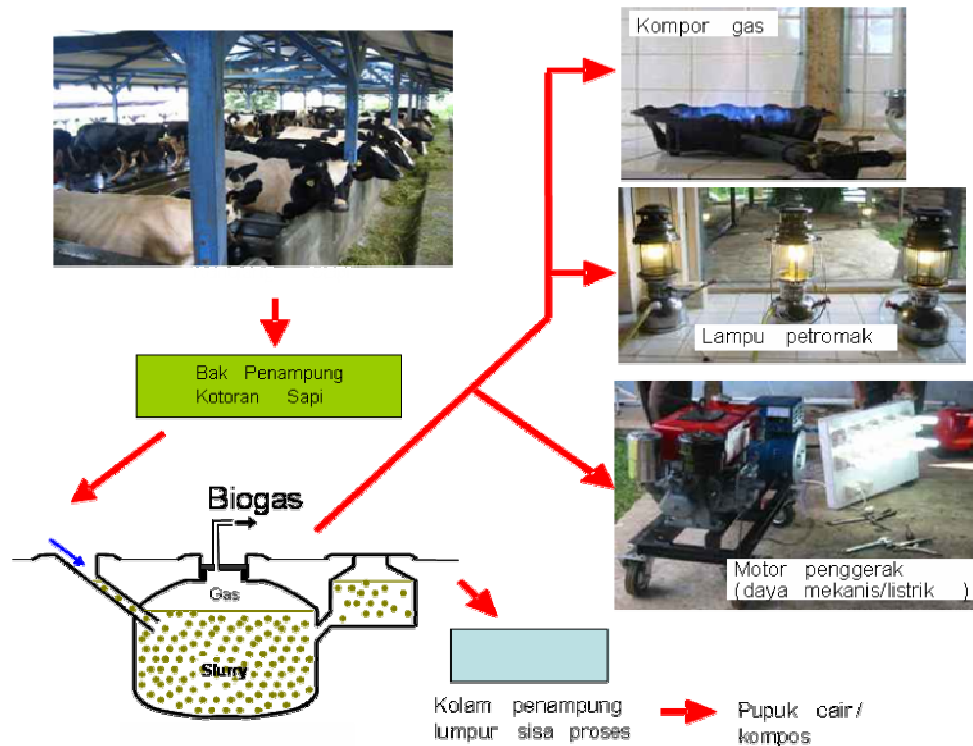 Kompor gas
Lampu petromak
Bak Penampung
Kotoran Sapi
Biogas
Gas
Slurry
Motor penggerak
(daya mekanis/listrik )
Kolam penampung
lumpur sisa proses
Pupuk cair/
kompos